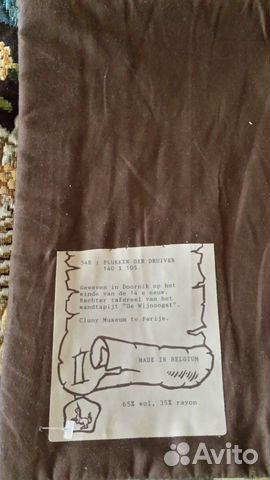 548 : PLUKKEN DER DRUIVEN
140 x 105
Geweven in Doornik op het
einde van de 14 e eeuw.
Rechter tafereel van het
wandtapijt "De Wijnoogst".
Cluny Museum te Parijs.
MADE IN BELGIUM
65% wol, 35% rayon
Avito